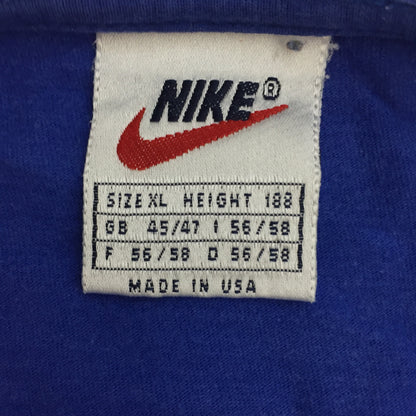 NIKE®
SIZE XL HEIGHT 188
GB 45/47 I 56/58
F 56/58 D 56/58
MADE IN USA